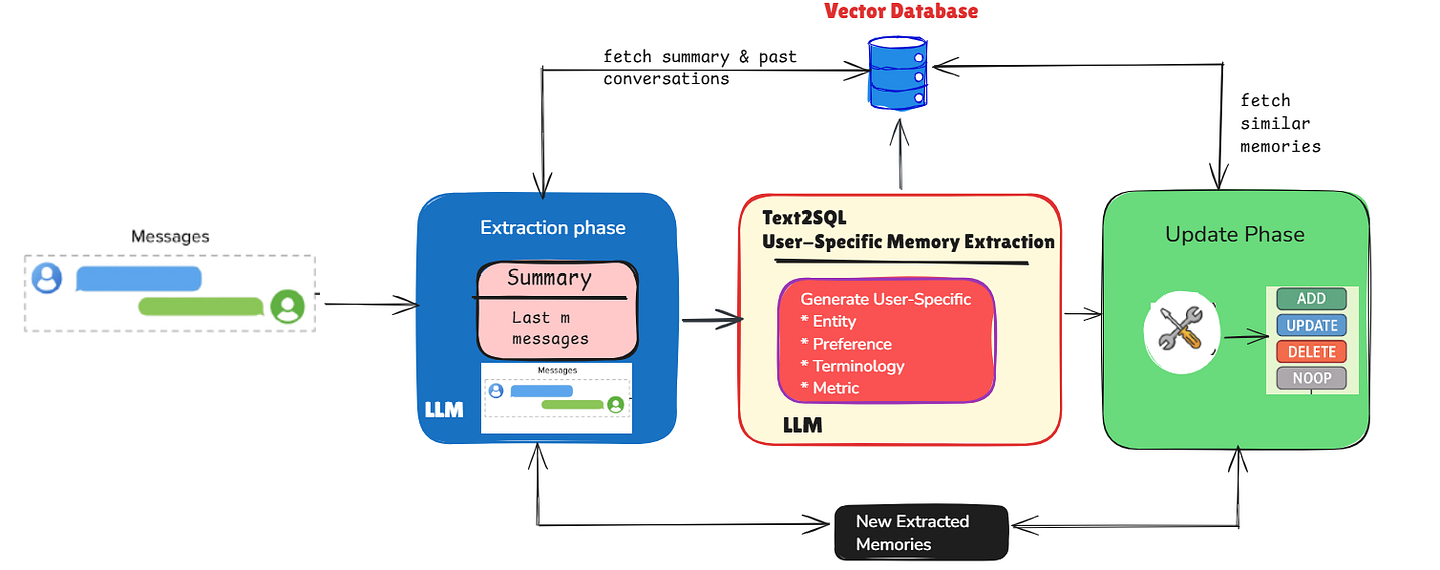 Vector Database
fetch summary & past
conversations
fetch
similar
memories
Messages
Extraction phase
Summary
Last m
messages
Messages
LLM
Text2SQL
User-Specific Memory Extraction
Generate User-Specific
* Entity
* Preference
* Terminology
* Metric
LLM
Update Phase
ADD
UPDATE
DELETE
NOOP
New Extracted
Memories